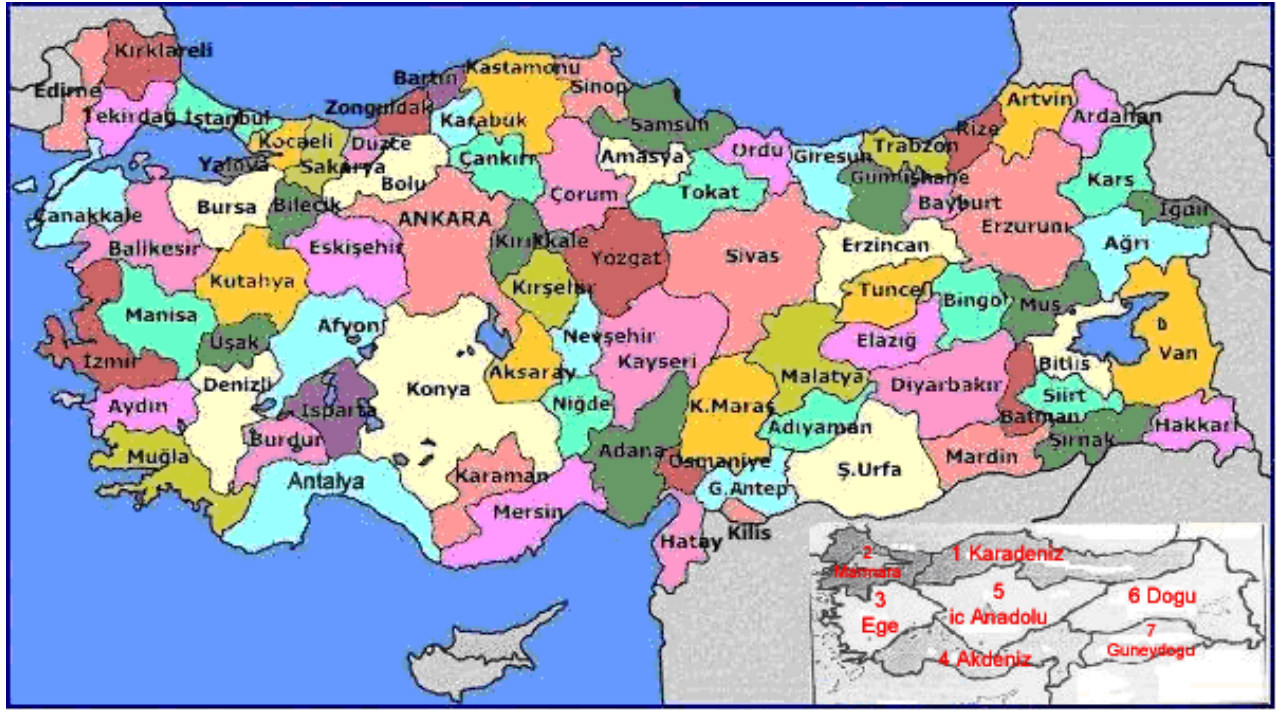 Kırklareli
Edirne
Tekirdağ
İstanbul
Kocaeli
Yalova
Sakarya
Düzce
Zonguldak
Bartın
Karabuk
Kastamonu
Sinop
Samsun
Çankırı
Bolu
Amasya
Ordu
Giresun
Trabzon
Rize
Artvin
Ardahan
Çanakkale
Bursa
Bilecik
ANKARA
Çorum
Tokat
Gümüşhane
Bayburt
Kars
Iğdır
Balikesir
Eskişehir
Kırıkkale
Yozgat
Sivas
Erzincan
Erzurum
Ağrı
Kutahya
Kırşehir
Tunceli
Bingol
Muş
Manisa
Uşak
Afyon
Nevşehir
Kayseri
Elazığ
Bitlis
Van
İzmir
Denizli
Konya
Aksaray
Malatya
Diyarbakır
Siirt
Aydın
Isparta
Niğde
K.Maraş
Adıyaman
Batman
Şırnak
Hakkari
Burdur
Muğla
Antalya
Karaman
Adana
Osmaniye
G.Antep
Ş.Urfa
Mardin
Mersin
Hatay
Kilis
1 Karadeniz
2
Marmara
3
Ege
5
ic Anadolu
6 Dogu
7
Guneydogu
4 Akdeniz